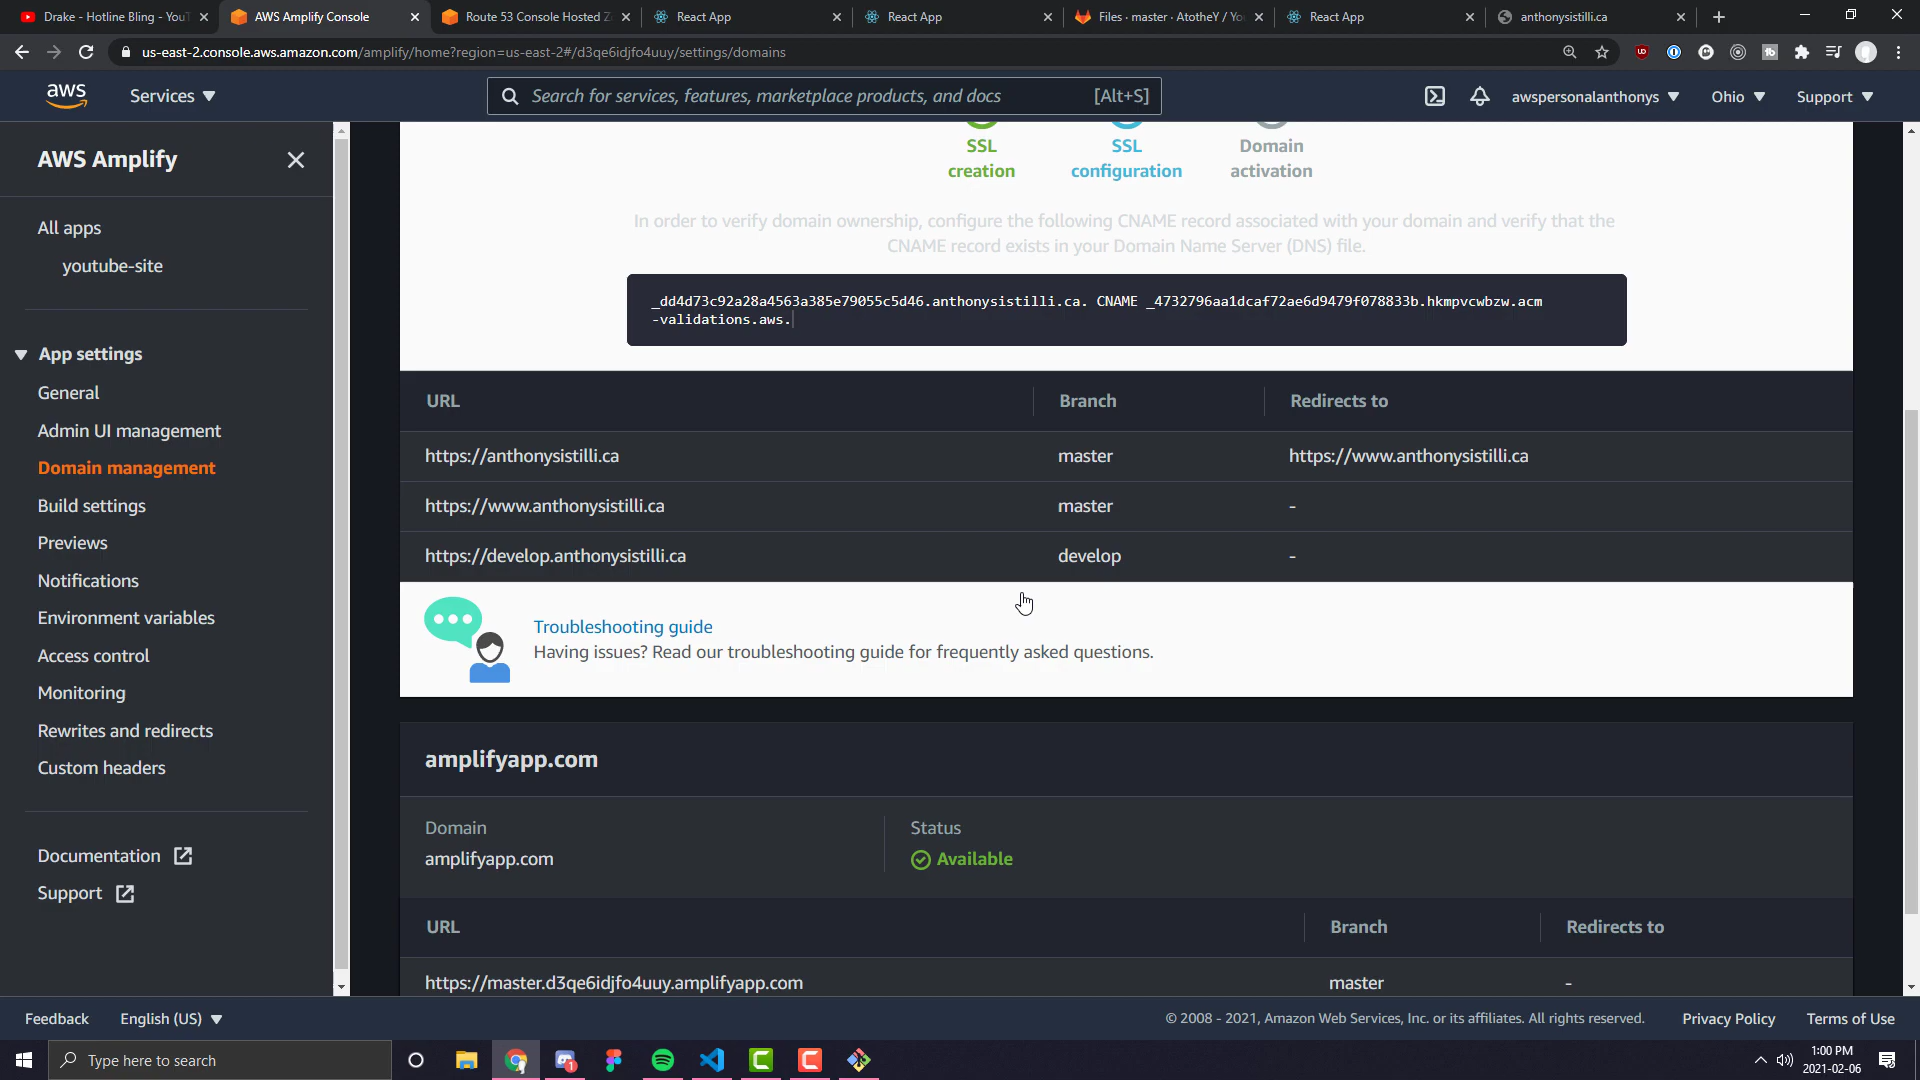 Drake - Hotline Bling - YouT
AWS Amplify Console
Route 53 Console Hosted Z
React App
React App
Files · master · AtotheY / Yo
React App
anthonysistilli.ca
us-east-2.console.aws.amazon.com/amplify/home?region=us-east-2#/d3qe6idjfo4uuy/settings/domains
aws
Services
Search for services, features, marketplace products, and docs
[Alt+S]
awspersonalanthonys
Ohio
Support
AWS Amplify
All apps
youtube-site
App settings
General
Admin UI management
Domain management
Build settings
Previews
Notifications
Environment variables
Access control
Monitoring
Rewrites and redirects
Custom headers
Documentation
Support
SSL
creation
SSL
configuration
Domain
activation
In order to verify domain ownership, configure the following CNAME record associated with your domain and verify that the
CNAME record exists in your Domain Name Server (DNS) file.
_dd4d73c92a28a4563a385e79055c5d46.anthonysistilli.ca. CNAME _4732796aa1dcaf72ae6d9479f078833b.hkmpvcwbzw.acm
-validations.aws.
URL Branch Redirects to
https://anthonysistilli.ca master https://www.anthonysistilli.ca
https://www.anthonysistilli.ca master -
https://develop.anthonysistilli.ca develop -
Troubleshooting guide
Having issues? Read our troubleshooting guide for frequently asked questions.
amplifyapp.com
Domain
amplifyapp.com
Status
Available
URL Branch Redirects to
https://master.d3qe6idjfo4uuy.amplifyapp.com master -
Feedback
English (US)
© 2008 - 2021, Amazon Web Services, Inc. or its affiliates. All rights reserved.
Privacy Policy
Terms of Use
Type here to search
1:00 PM
2021-02-06